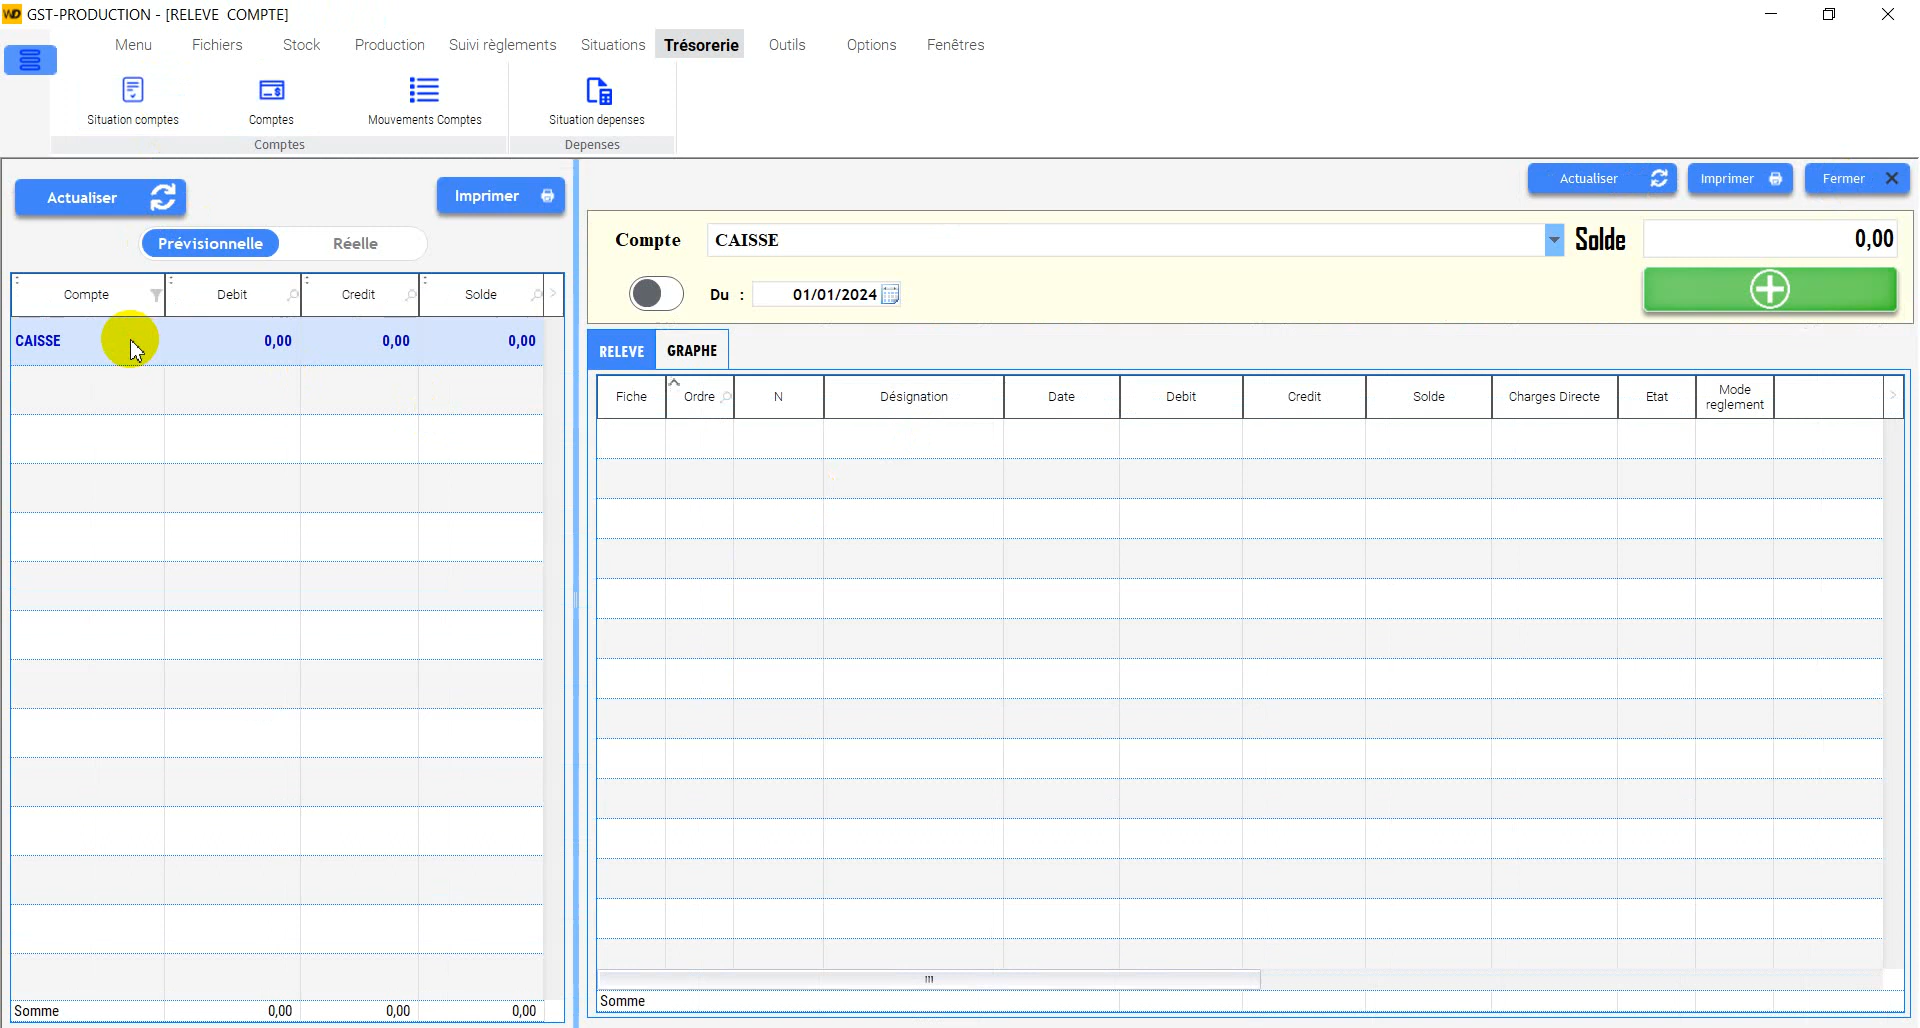 GST-PRODUCTION - [RELEVE COMPTE]
Menu Fichiers Stock Production Suivi règlements Situations Trésorerie Outils Options Fenêtres
Situation comptes Comptes Mouvements Comptes Situation depenses
Comptes Depenses
Actualiser Imprimer
Prévisionnelle Réelle
Compte Debit Credit Solde
CAISSE 0,00 0,00 0,00
Somme 0,00 0,00 0,00
Actualiser Imprimer Fermer
Compte CAISSE Solde 0,00
Du : 01/01/2024
RELEVE GRAPHE
Fiche Ordre N Désignation Date Debit Credit Solde Charges Directe Etat Mode
reglement
Somme